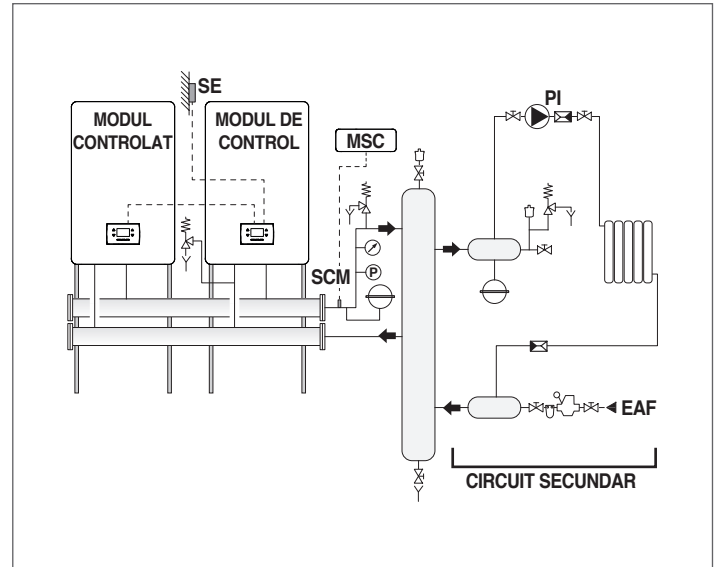 SE
MODUL
CONTROLAT
MODUL DE
CONTROL
MSC
PI
SCM
P
EAF
CIRCUIT SECUNDAR